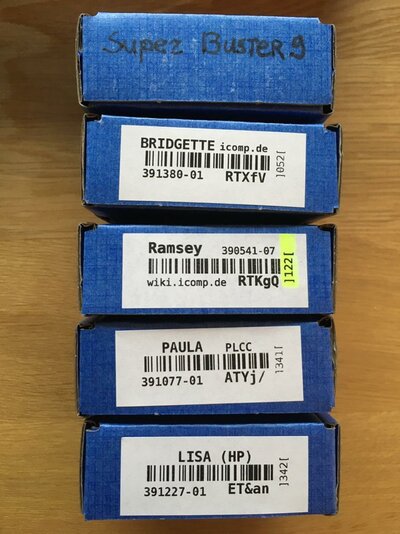 Super BUSTER 9
BRIDGETTE icomp.de
391380-01 RTXfV
]052[
Ramsey 390541-07
wiki.icomp.de RTKgQ
]122[
PAULA PLCC
391077-01 ATYj/
]341[
LISA (HP)
391227-01 ET&an
]342[